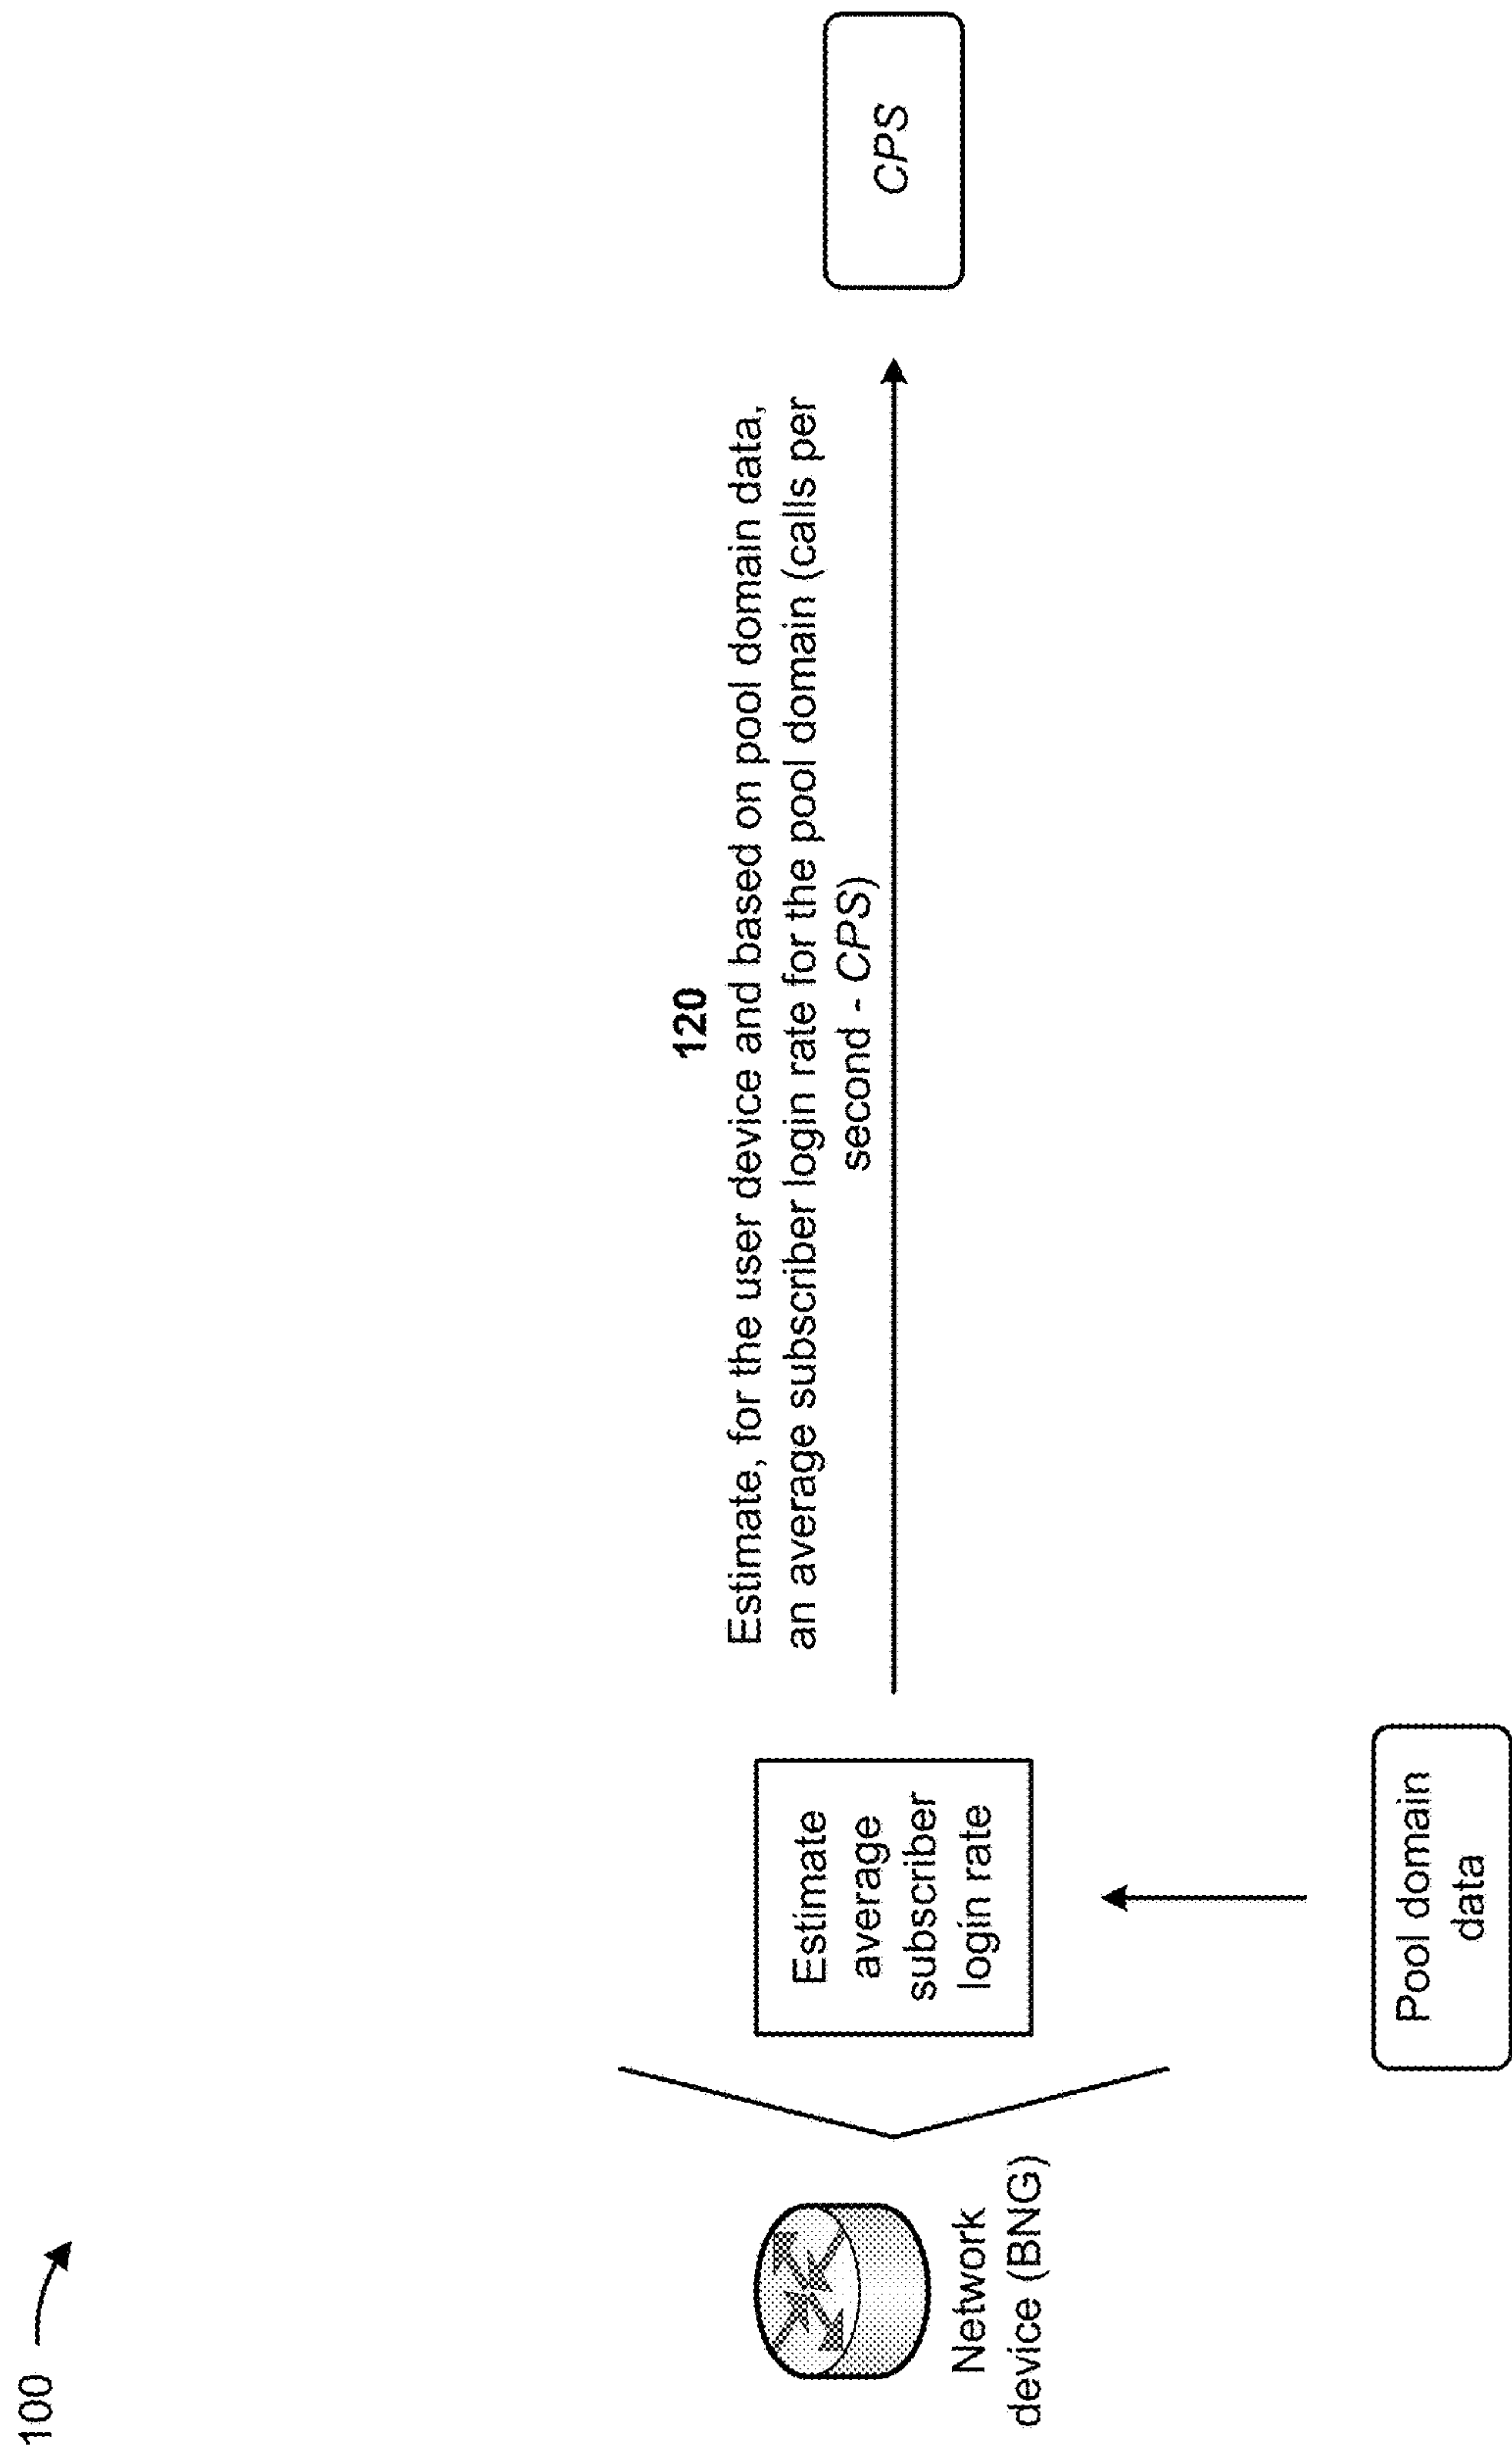 100
120
Estimate, for the user device and based on pool domain data,
an average subscriber login rate for the pool domain (calls per
second - CPS)
Network
device (BNG)
Estimate
average
subscriber
login rate
CPS
Pool domain
data